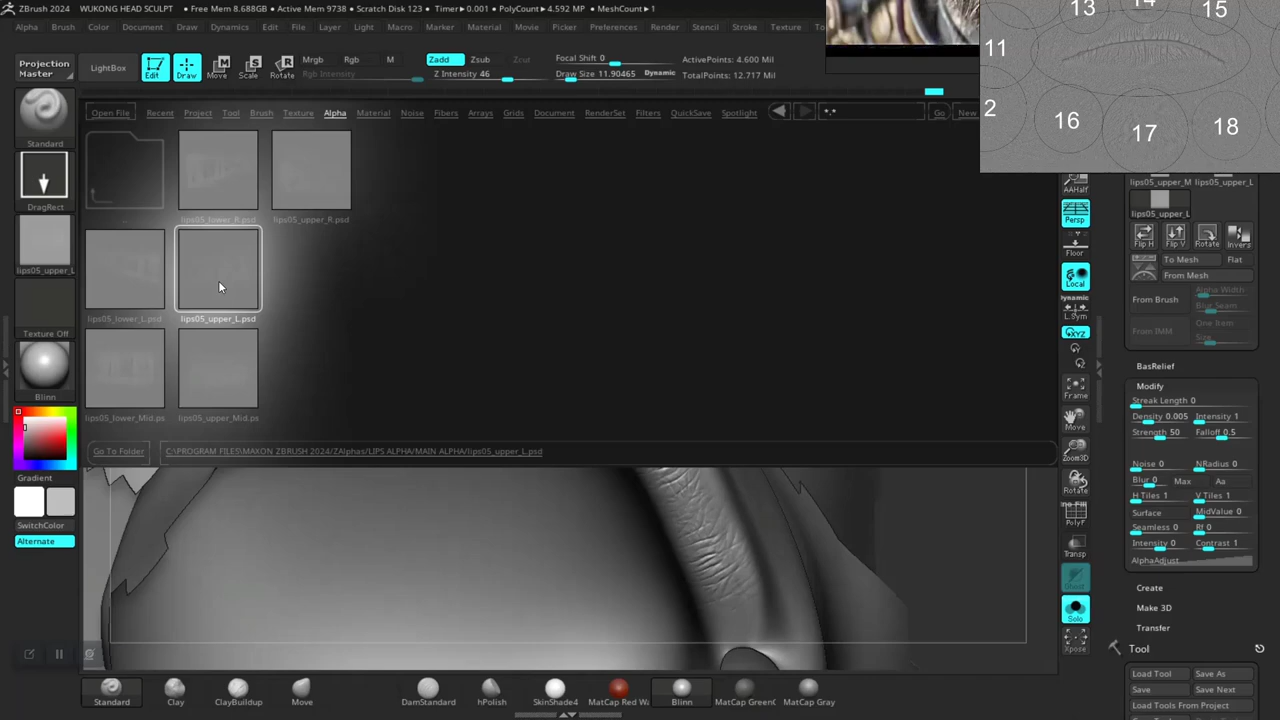 ZBrush 2024 WUKONG HEAD SCULPT ● Free Mem 8.688GB ● Active Mem 9738 ● Scratch Disk 123 ● Timer▶0.001 ● PolyCount▶4.592 MP ● MeshCount▶1
Alpha Brush Color Document Draw Dynamics Edit File Layer Light Macro Marker Material Movie Picker Preferences Render Stencil Stroke Texture
13 14 15
11
2
16 17 18
Projection Master
LightBox
Edit Draw Move Scale Rotate
Mrgb Rgb M
Rgb Intensity
Zadd Zsub Zcut
Z Intensity 46
Focal Shift 0
Draw Size 11.90465 Dynamic
ActivePoints: 4.600 Mil
TotalPoints: 12.717 Mil
Open File Recent Project Tool Brush Texture Alpha Material Noise Fibers Arrays Grids Document RenderSet Filters QuickSave Spotlight *.* Go New
Standard
DragRect
lips05_upper_L
Texture Off
Blinn
Gradient
SwitchColor
Alternate
..
lips05_lower_R.psd lips05_upper_R.psd
lips05_lower_L.psd lips05_upper_L.psd
lips05_lower_Mid.ps lips05_upper_Mid.ps
Go To Folder C:\PROGRAM FILES\MAXON ZBRUSH 2024/ZAlphas/LIPS ALPHA/MAIN ALPHA/lips05_upper_L.psd
AAHalf
Persp
Floor
Local
Dynamic
L.Sym
XYZ
Frame
Move
Zoom3D
Rotate
Line Fill
PolyF
Transp
Ghost
Solo
Xpose
lips05_upper_M lips05_upper_L
lips05_upper_L
Flip H Flip V Rotate Invers
To Mesh Flat
From Mesh
From Brush
Alpha Width
Blur Seam
From IMM
One Item
Size
BasRelief
Modify
Streak Length 0
Density 0.005 Intensity 1
Strength 50 Falloff 0.5
Noise 0 NRadius 0
Blur 0 Max Aa
H Tiles 1 V Tiles 1
Surface MidValue 0
Seamless 0 Rf 0
Intensity 0 Contrast 1
AlphaAdjust
Create
Make 3D
Transfer
Tool
Load Tool Save As
Save Save Next
Load Tools From Project
Standard Clay ClayBuildup Move DamStandard hPolish SkinShade4 MatCap Red Wa Blinn MatCap GreenC MatCap Gray